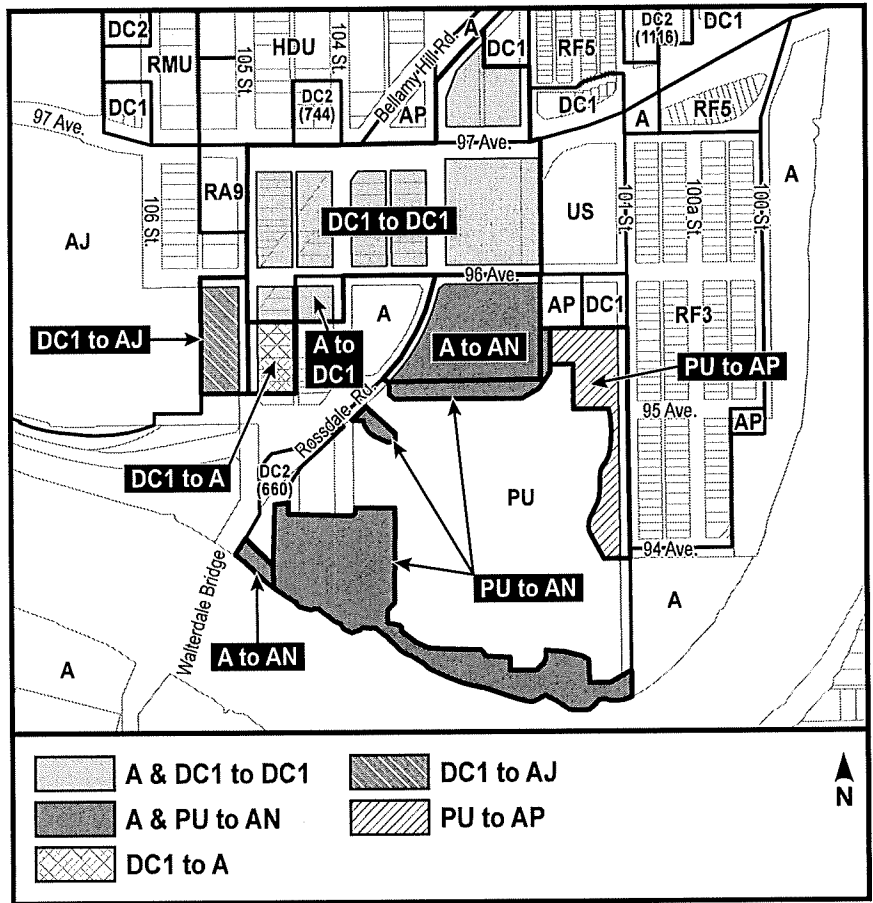 DC2
RMU
105 St.
HDU
104 St.
Bellamy Hill Rd.
A
DC1
RF5
DC2
(1116)
DC1
DC1
DC2
(744)
AP
DC1
A
RF5
97 Ave.
97 Ave.
A
106 St.
RA9
DC1 to DC1
US
101 St.
100a St.
100 St.
AJ
96 Ave.
DC1 to AJ
A to
DC1
A
A to AN
AP
DC1
RF3
PU to AP
Rossdale Rd.
95 Ave.
AP
DC1 to A
DC2
(660)
PU
94 Ave.
Walterdale Bridge
PU to AN
A
A to AN
A
A & DC1 to DC1
DC1 to AJ
A & PU to AN
PU to AP
DC1 to A
N